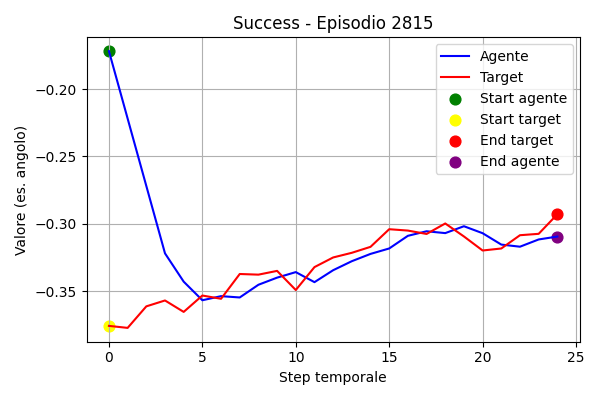 Success - Episodio 2815
Valore (es. angolo)
−0.20
−0.25
−0.30
−0.35
Agente
Target
Start agente
Start target
End target
End agente
0
5
10
15
20
25
Step temporale